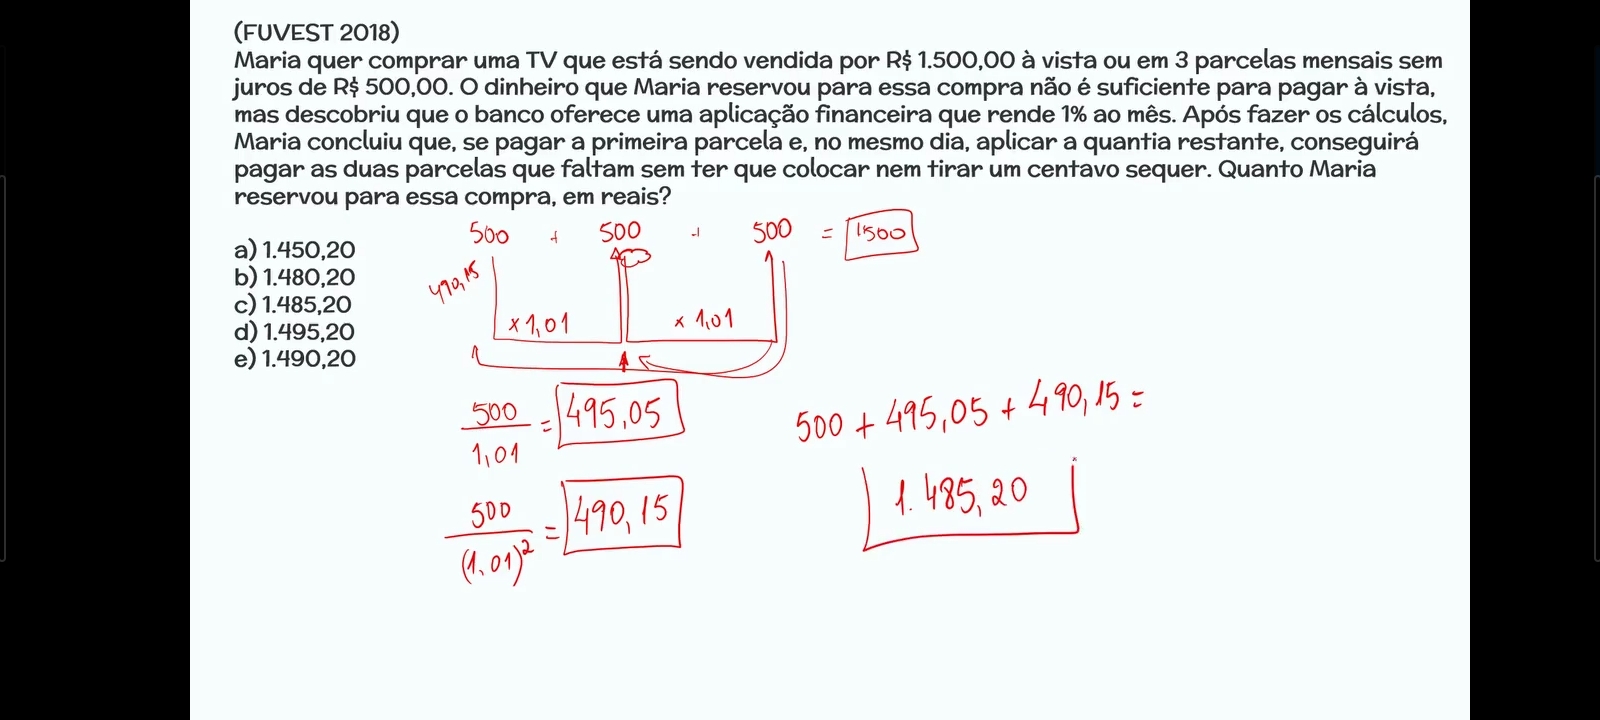 (FUVEST 2018)
Maria quer comprar uma TV que está sendo vendida por R$ 1.500,00 à vista ou em 3 parcelas mensais sem
juros de R$ 500,00. O dinheiro que Maria reservou para essa compra não é suficiente para pagar à vista,
mas descobriu que o banco oferece uma aplicação financeira que rende 1% ao mês. Após fazer os cálculos,
Maria concluiu que, se pagar a primeira parcela e, no mesmo dia, aplicar a quantia restante, conseguirá
pagar as duas parcelas que faltam sem ter que colocar nem tirar um centavo sequer. Quanto Maria
reservou para essa compra, em reais?
500 + 500 + 500 = 1500
a) 1.450,20
b) 1.480,20
c) 1.485,20
d) 1.495,20
e) 1.490,20
490,15
x 1,01 x 1,01
500
1,01
= 495,05
500 + 495,05 + 490,15 =
1.485,20
500
(1,01)²
= 490,15